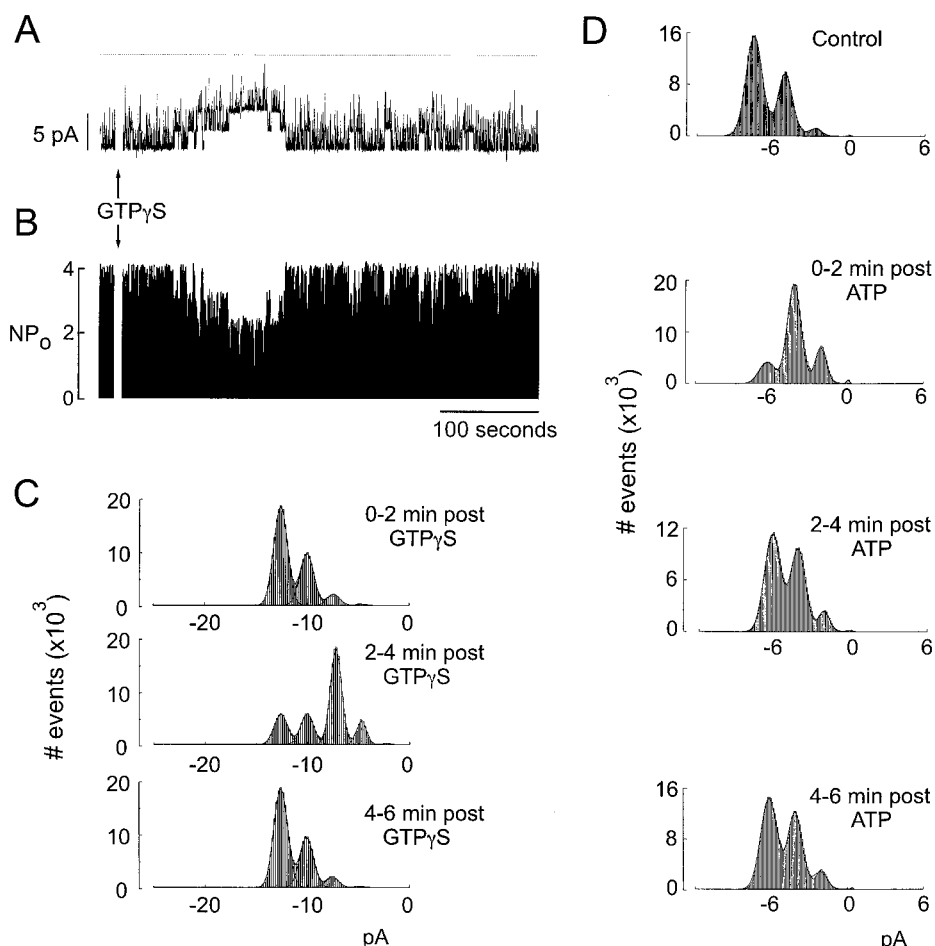 A
5 pA
GTPγS
B
4
NPo
2
0
100 seconds
C
# events (x10³)
20
0-2 min post
GTPγS
10
0
-20
-10
0
20
2-4 min post
GTPγS
10
0
-20
-10
0
20
4-6 min post
GTPγS
10
0
-20
-10
0
pA
D
# events (x10³)
16
Control
8
0
-6
0
6
0-2 min post
ATP
20
10
0
-6
0
6
2-4 min post
ATP
12
6
0
-6
0
6
4-6 min post
ATP
16
8
0
-6
0
6
pA